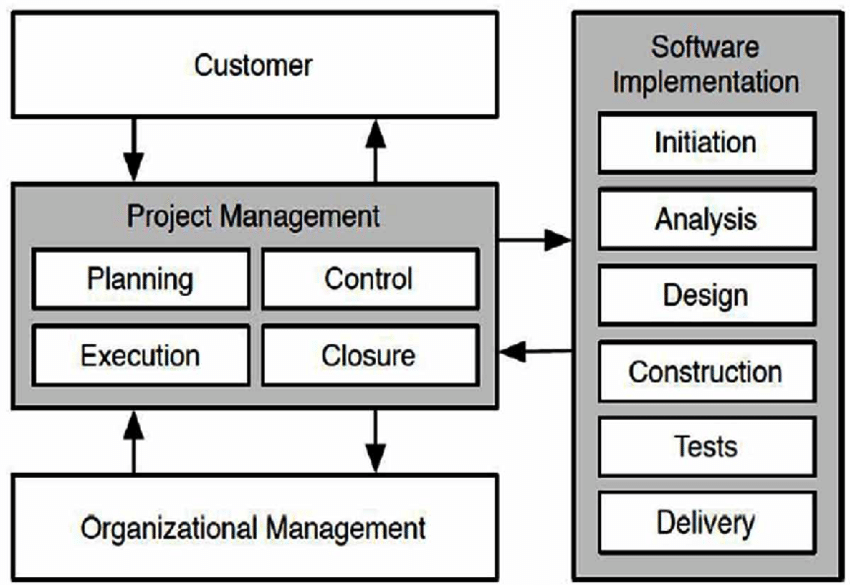 Customer
Project Management
Planning
Control
Execution
Closure
Organizational Management
Software
Implementation
Initiation
Analysis
Design
Construction
Tests
Delivery